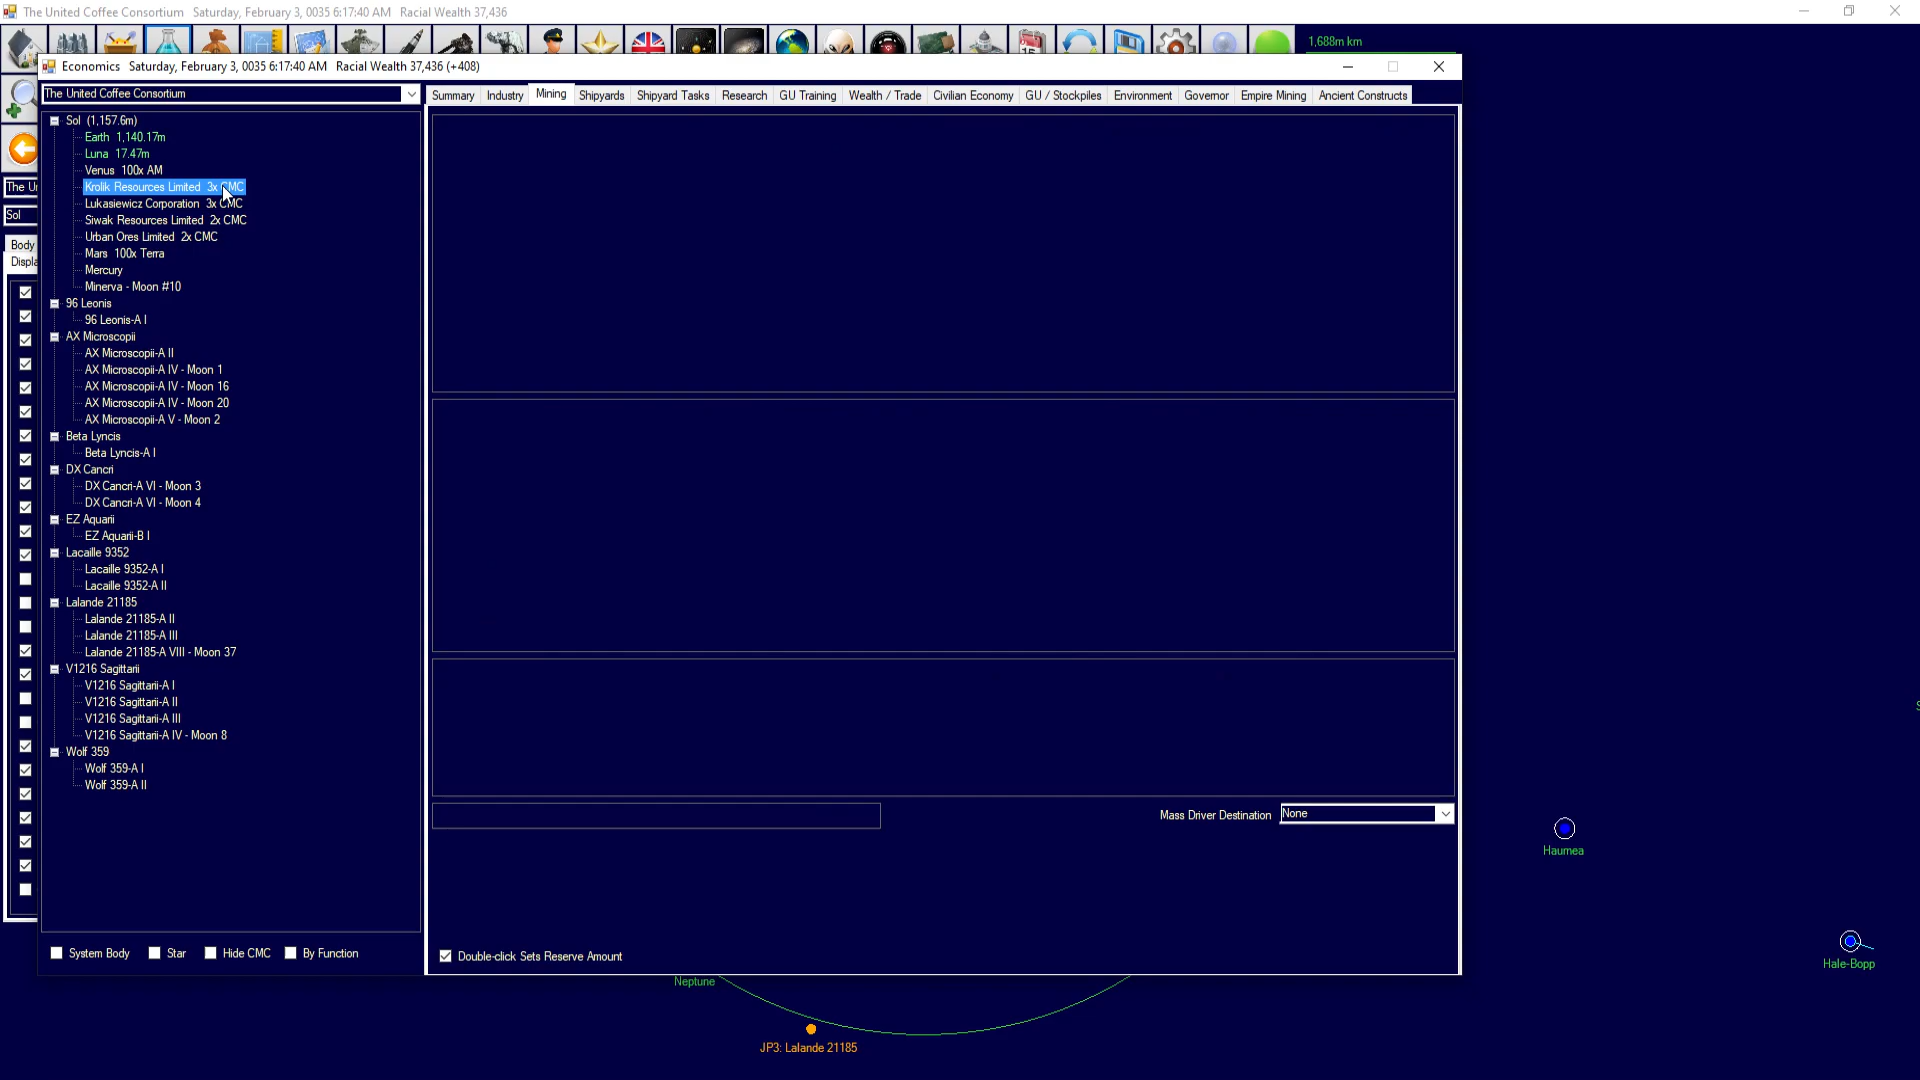 The United Coffee Consortium Saturday, February 3, 0035 6:17:40 AM Racial Wealth 37,436
1,688m km
Economics Saturday, February 3, 0035 6:17:40 AM Racial Wealth 37,436 (+408)
The United Coffee Consortium
Summary Industry Mining Shipyards Shipyard Tasks Research GU Training Wealth / Trade Civilian Economy GU / Stockpiles Environment Governor Empire Mining Ancient Constructs
Sol (1,157.6m)
Earth 1,140.17m
Luna 17.47m
Venus 100x AM
Krolik Resources Limited 3x CMC
Lukasiewicz Corporation 3x CMC
Siwak Resources Limited 2x CMC
Urban Ores Limited 2x CMC
Mars 100x Terra
Mercury
Minerva - Moon #10
96 Leonis
96 Leonis-A I
AX Microscopii
AX Microscopii-A II
AX Microscopii-A IV - Moon 1
AX Microscopii-A IV - Moon 16
AX Microscopii-A IV - Moon 20
AX Microscopii-A V - Moon 2
Beta Lyncis
Beta Lyncis-A I
DX Cancri
DX Cancri-A VI - Moon 3
DX Cancri-A VI - Moon 4
EZ Aquarii
EZ Aquarii-B I
Lacaille 9352
Lacaille 9352-A I
Lacaille 9352-A II
Lalande 21185
Lalande 21185-A II
Lalande 21185-A III
Lalande 21185-A VIII - Moon 37
V1216 Sagittarii
V1216 Sagittarii-A I
V1216 Sagittarii-A II
V1216 Sagittarii-A III
V1216 Sagittarii-A IV - Moon 8
Wolf 359
Wolf 359-A I
Wolf 359-A II
System Body Star Hide CMC By Function
Mass Driver Destination None
Double-click Sets Reserve Amount
The Un
Sol
Body
Displa
Haumea
Hale-Bopp
Neptune
JP3: Lalande 21185